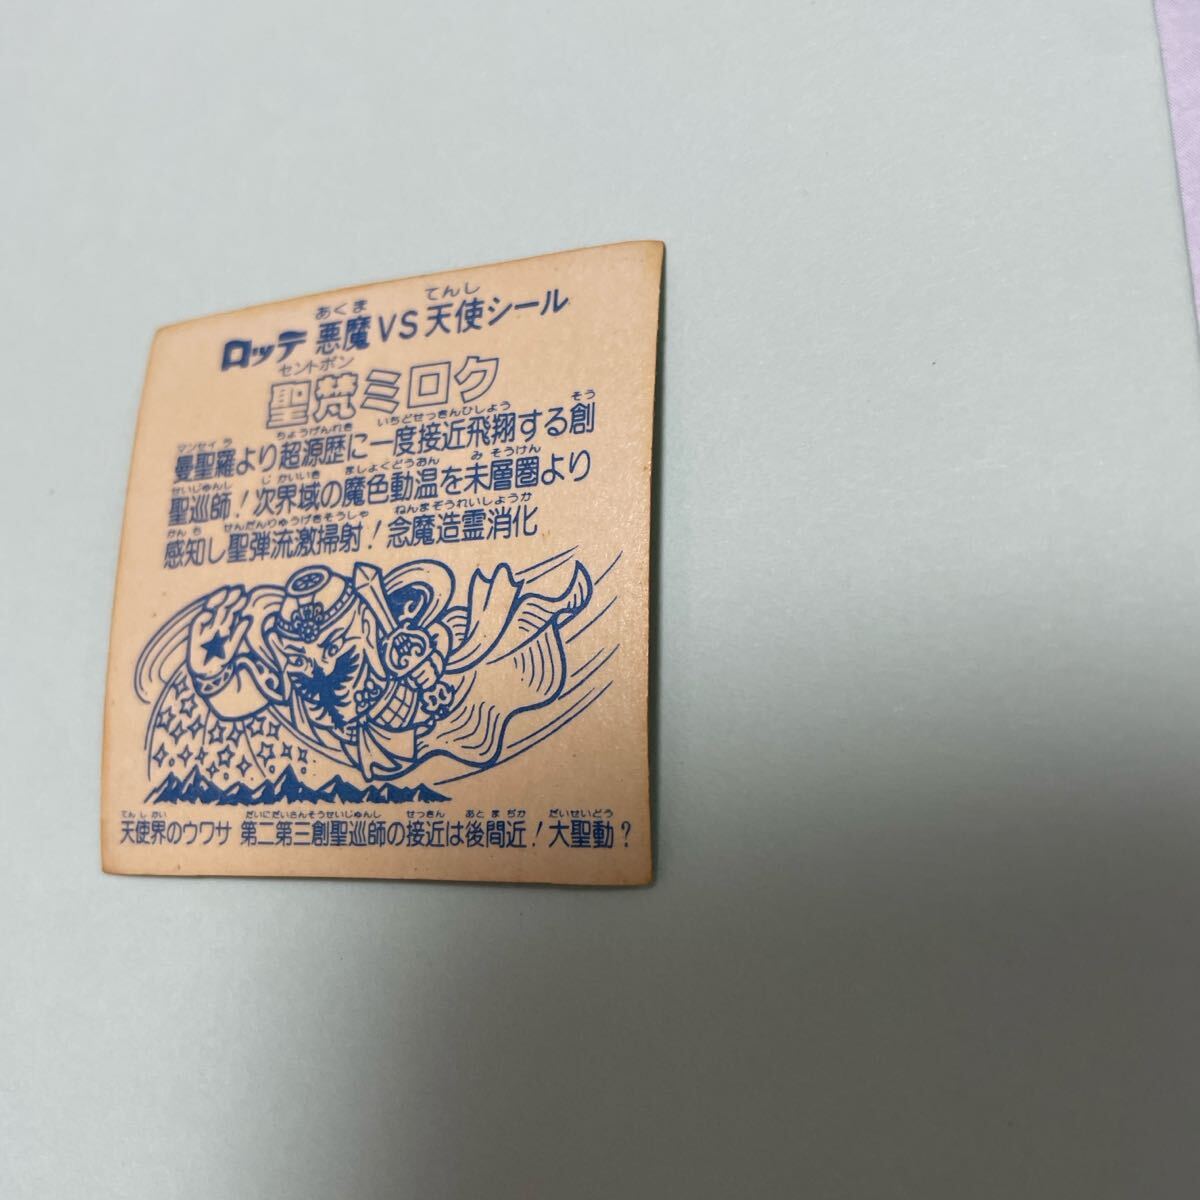 あくま てんし
ロッテ 悪魔VS天使シール
セントボン
聖梵ミロク
マンセイラ ちょうげんれき いちどせっきんひしょう そう
曼聖羅より超源歴に一度接近飛翔する創
せいじゅんし じかいいき ましょくどうおん みそうけん
聖巡師！次界域の魔色動温を未層圏より
かんち せんだんりゅうげきそうしゃ ねんまぞうれいしょうか
感知し聖弾流激掃射！念魔造霊消化
てんしかい だいにだいさんそうせいじゅんし せっきん あとまぢか だいせいどう
天使界のウワサ 第二第三創聖巡師の接近は後間近！大聖動？